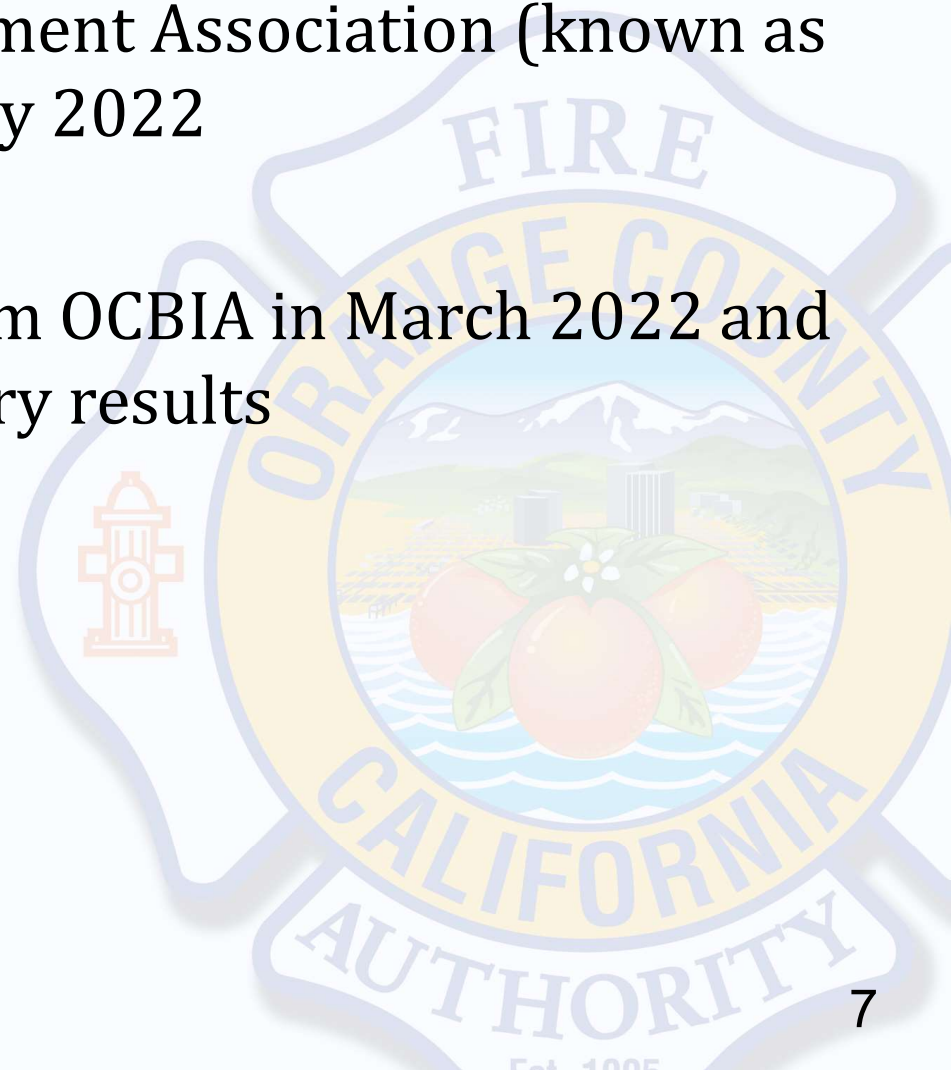 ment Association (known as
y 2022
m OCBIA in March 2022 and
ry results
FIRE
ORANGE COUNTY
CALIFORNIA
AUTHORITY
7